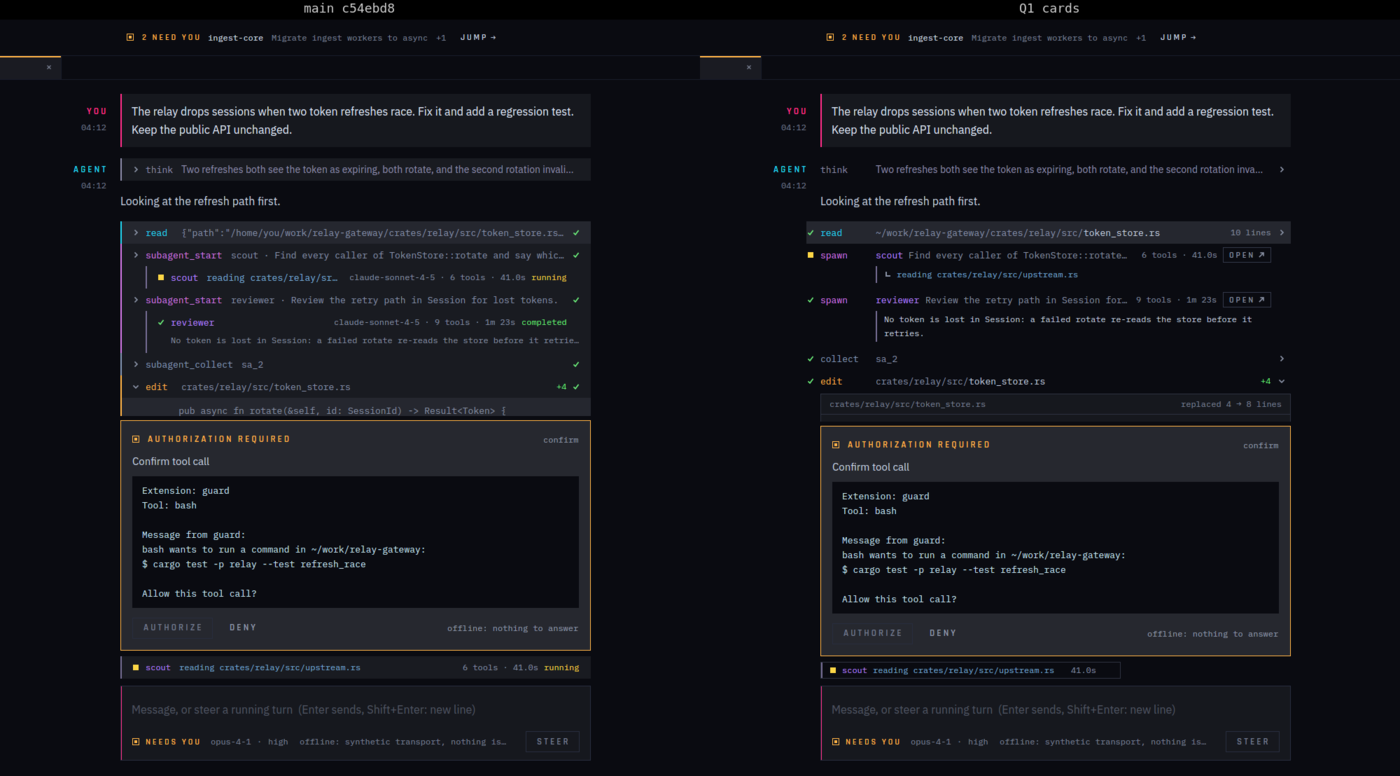 main c54ebd8
2 NEED YOU ingest-core Migrate ingest workers to async +1 JUMP →
×
YOU
04:12
The relay drops sessions when two token refreshes race. Fix it and add a regression test.
Keep the public API unchanged.
AGENT
04:12
> think Two refreshes both see the token as expiring, both rotate, and the second rotation invali…
Looking at the refresh path first.
> read {"path":"/home/you/work/relay-gateway/crates/relay/src/token_store.rs… ✓
> subagent_start scout · Find every caller of TokenStore::rotate and say whic… ✓
scout reading crates/relay/sr… claude-sonnet-4-5 · 6 tools · 41.0s running
> subagent_start reviewer · Review the retry path in Session for lost tokens. ✓
✓ reviewer claude-sonnet-4-5 · 9 tools · 1m 23s completed
No token is lost in Session: a failed rotate re-reads the store before it retrie…
> subagent_collect sa_2 ✓
edit crates/relay/src/token_store.rs +4 ✓
pub async fn rotate(&self, id: SessionId) -> Result<Token> {
AUTHORIZATION REQUIRED confirm
Confirm tool call
Extension: guard
Tool: bash
Message from guard:
bash wants to run a command in ~/work/relay-gateway:
$ cargo test -p relay --test refresh_race
Allow this tool call?
AUTHORIZE DENY offline: nothing to answer
scout reading crates/relay/src/upstream.rs 6 tools · 41.0s running
Message, or steer a running turn (Enter sends, Shift+Enter: new line)
NEEDS YOU opus-4-1 · high offline: synthetic transport, nothing is… STEER
Q1 cards
2 NEED YOU ingest-core Migrate ingest workers to async +1 JUMP →
×
YOU
04:12
The relay drops sessions when two token refreshes race. Fix it and add a regression test.
Keep the public API unchanged.
AGENT
04:12
think Two refreshes both see the token as expiring, both rotate, and the second rotation inva… >
Looking at the refresh path first.
✓ read ~/work/relay-gateway/crates/relay/src/token_store.rs 10 lines >
spawn scout Find every caller of TokenStore::rotate… 6 tools · 41.0s OPEN ↗
reading crates/relay/src/upstream.rs
✓ spawn reviewer Review the retry path in Session for… 9 tools · 1m 23s OPEN ↗
No token is lost in Session: a failed rotate re-reads the store before it
retries.
✓ collect sa_2 >
✓ edit crates/relay/src/token_store.rs +4
crates/relay/src/token_store.rs replaced 4 → 8 lines
AUTHORIZATION REQUIRED confirm
Confirm tool call
Extension: guard
Tool: bash
Message from guard:
bash wants to run a command in ~/work/relay-gateway:
$ cargo test -p relay --test refresh_race
Allow this tool call?
AUTHORIZE DENY offline: nothing to answer
scout reading crates/relay/src/upstream.rs 41.0s
Message, or steer a running turn (Enter sends, Shift+Enter: new line)
NEEDS YOU opus-4-1 · high offline: synthetic transport, nothing is… STEER